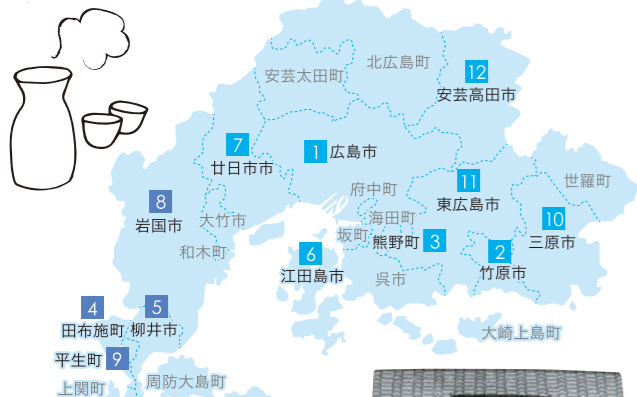 北広島町
安芸太田町
12
安芸高田市
7
廿日市市
1 広島市
11
東広島市
世羅町
府中町
8
岩国市
大竹市
海田町
坂町
熊野町 3
10
三原市
2
竹原市
和木町
6
江田島市
呉市
4
田布施町
5
柳井市
大崎上島町
平生町 9
上関町
周防大島町